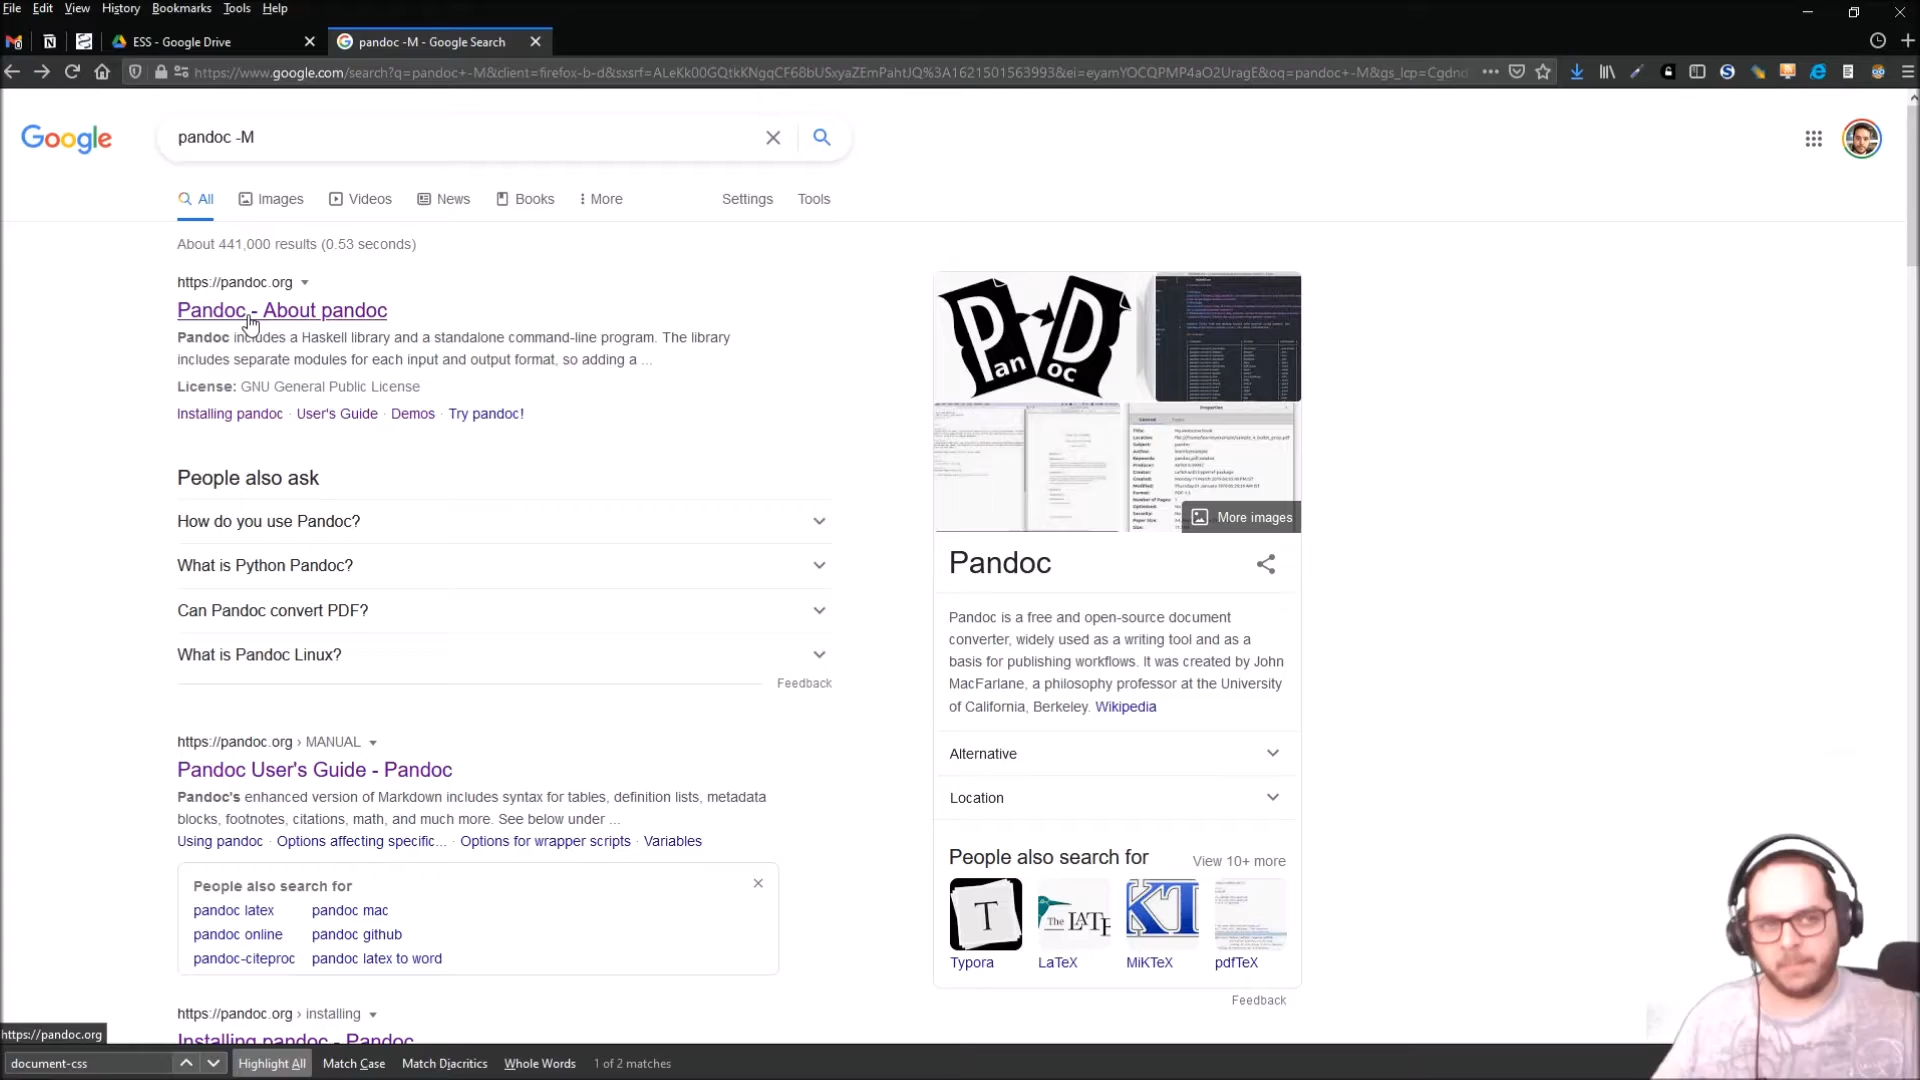 File Edit View History Bookmarks Tools Help
ESS - Google Drive
pandoc -M - Google Search
https://www.google.com/search?q=pandoc+-M&client=firefox-b-d&sxsrf=ALeKk00GQtkKNgqCF68bUSxyaZEmPahtJQ%3A1621501563993&ei=eyamYOCQPMP4aO2UragE&oq=pandoc+-M&gs_lcp=Cgdnd
Google
pandoc -M
All Images Videos News Books More Settings Tools
About 441,000 results (0.53 seconds)
https://pandoc.org
Pandoc - About pandoc
Pandoc includes a Haskell library and a standalone command-line program. The library
includes separate modules for each input and output format, so adding a ...
License: GNU General Public License
Installing pandoc · User's Guide · Demos · Try pandoc!
People also ask
How do you use Pandoc?
What is Python Pandoc?
Can Pandoc convert PDF?
What is Pandoc Linux?
Feedback
https://pandoc.org › MANUAL
Pandoc User's Guide - Pandoc
Pandoc's enhanced version of Markdown includes syntax for tables, definition lists, metadata
blocks, footnotes, citations, math, and much more. See below under ...
Using pandoc · Options affecting specific... · Options for wrapper scripts · Variables
People also search for
pandoc latex pandoc mac
pandoc online pandoc github
pandoc-citeproc pandoc latex to word
https://pandoc.org › installing
Installing pandoc - Pandoc
Pan Doc
More images
Pandoc
Pandoc is a free and open-source document
converter, widely used as a writing tool and as a
basis for publishing workflows. It was created by John
MacFarlane, a philosophy professor at the University
of California, Berkeley. Wikipedia
Alternative
Location
People also search for View 10+ more
T The LATE KT
Typora LaTeX MiKTeX pdfTeX
Feedback
https://pandoc.org
document-css Highlight All Match Case Match Diacritics Whole Words 1 of 2 matches